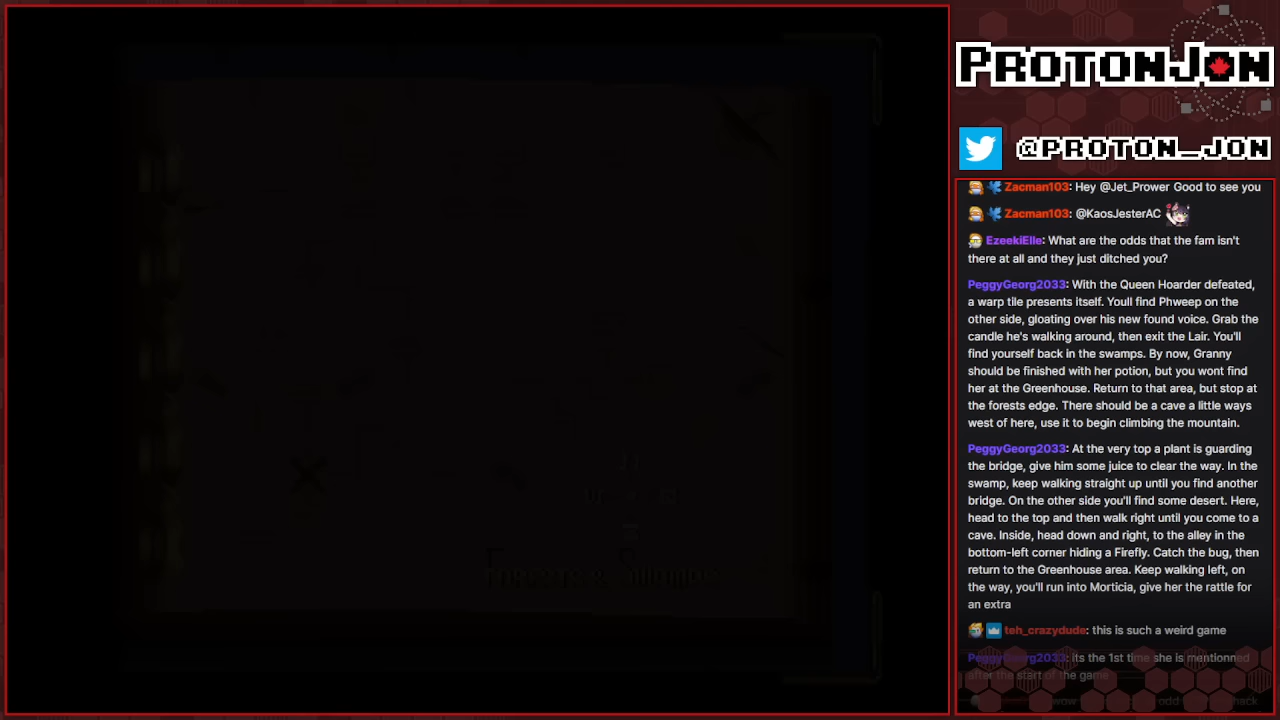 PROTONJON
@PROTON_JON
Zacman103: Hey @Jet_Prower Good to see you
Zacman103: @KaosJesterAC
EzeekiElle: What are the odds that the fam isn't
there at all and they just ditched you?
PeggyGeorg2033: With the Queen Hoarder defeated,
a warp tile presents itself. Youll find Phweep on the
other side, gloating over his new found voice. Grab the
candle he's walking around, then exit the Lair. You'll
find yourself back in the swamps. By now, Granny
should be finished with her potion, but you wont find
her at the Greenhouse. Return to that area, but stop at
the forests edge. There should be a cave a little ways
west of here, use it to begin climbing the mountain.
PeggyGeorg2033: At the very top a plant is guarding
the bridge, give him some juice to clear the way. In the
swamp, keep walking straight up until you find another
bridge. On the other side you'll find some desert. Here,
head to the top and then walk right until you come to a
cave. Inside, head down and right, to the alley in the
bottom-left corner hiding a Firefly. Catch the bug, then
return to the Greenhouse area. Keep walking left, on
the way, you'll run into Morticia, give her the rattle for
an extra
teh_crazydude: this is such a weird game
PeggyGeorg2033: its the 1st time she is mentionned
after the start of the game
wow odd hack
Forests & Swamps